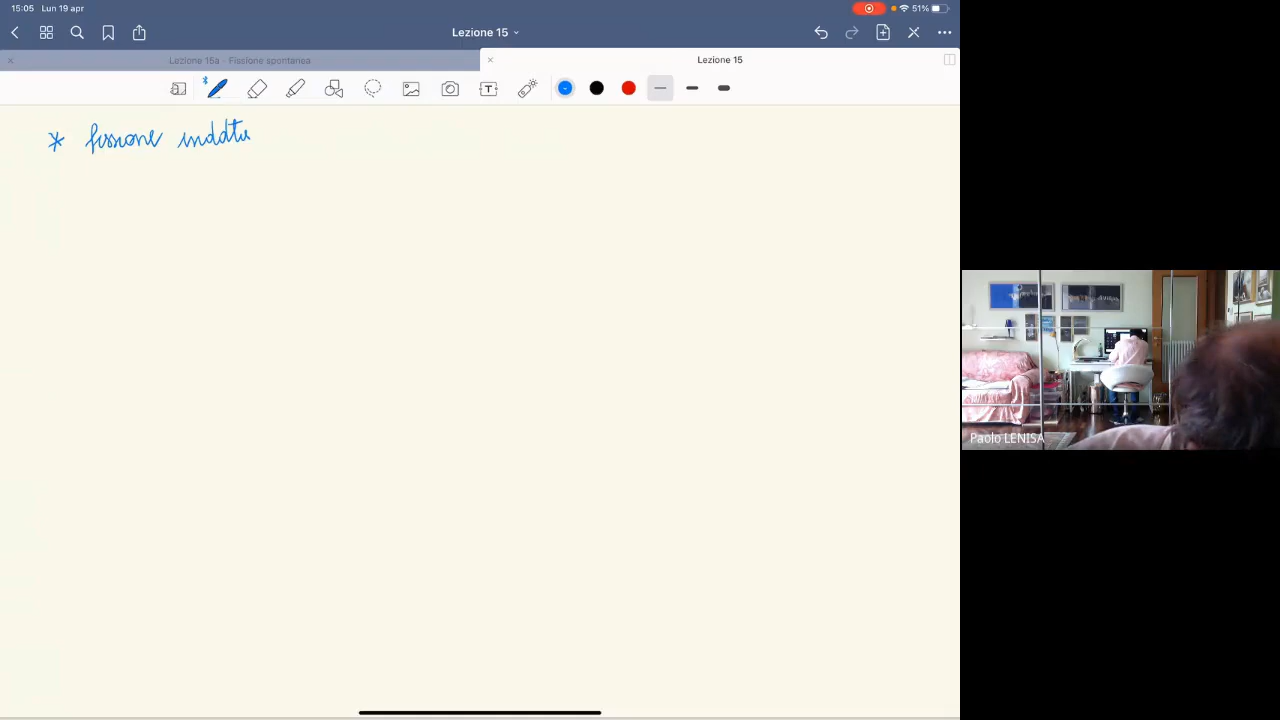 15:05 Lun 19 apr
51%
Lezione 15
Lezione 15a - Fissione spontanea
Lezione 15
T
* fissione indotta
Paolo LENISA